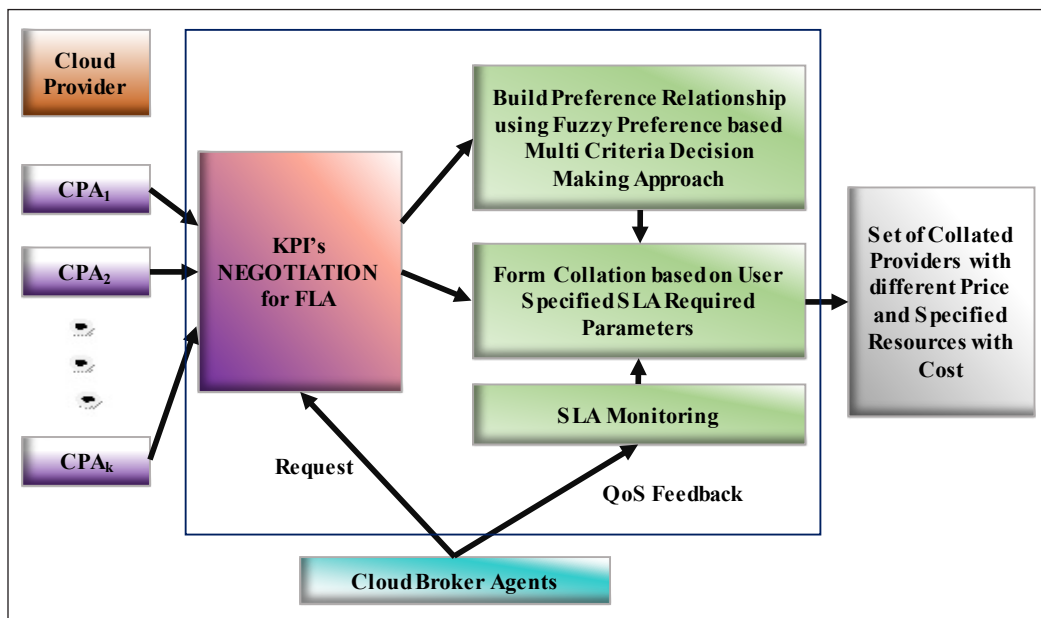 Cloud
Provider
CPA1
CPA2
CPAk
KPI's
NEGOTIATION
for FLA
Build Preference Relationship
using Fuzzy Preference based
Multi Criteria Decision
Making Approach
Form Collation based on User
Specified SLA Required
Parameters
SLA Monitoring
Set of Collated
Providers with
different Price
and Specified
Resources with
Cost
Request
QoS Feedback
Cloud Broker Agents